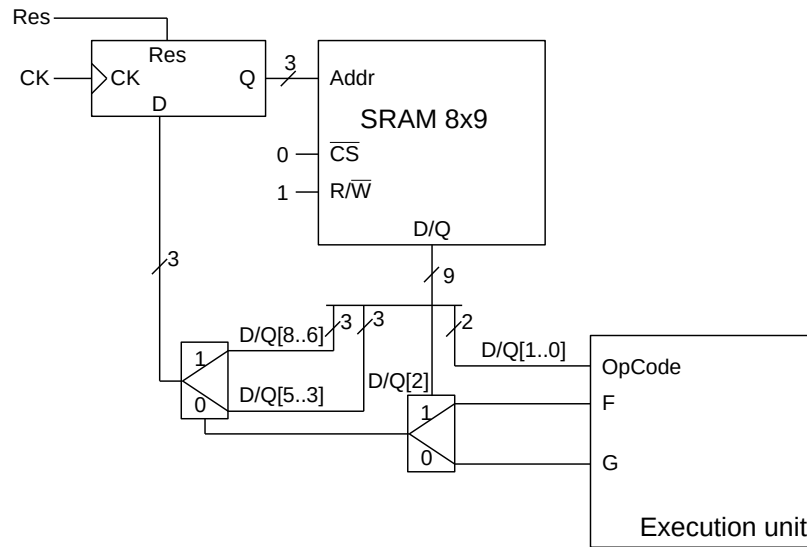 Res
Res
CK
CK
Q
D
3
Addr
SRAM 8x9
0
C̅S̅
1
R/W̅
D/Q
3
9
3
3
2
D/Q[8..6]
D/Q[5..3]
D/Q[2]
D/Q[1..0]
1
0
1
0
OpCode
F
G
Execution unit